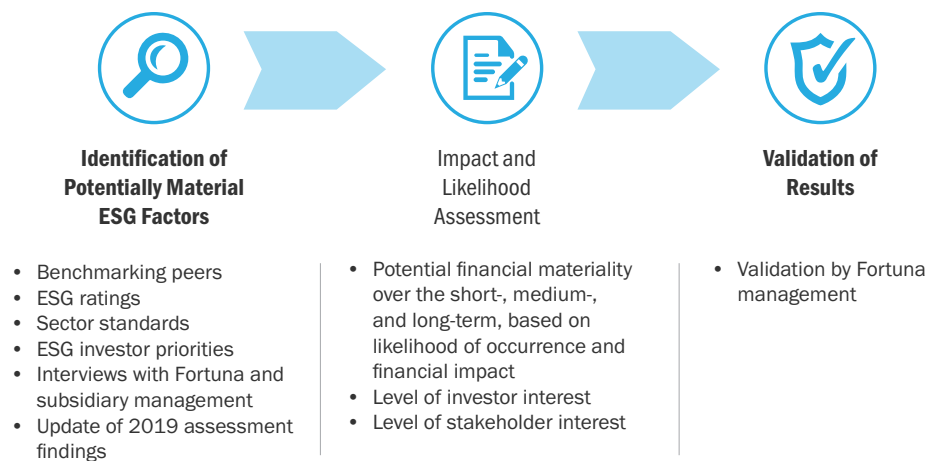 Identification of
Potentially Material
ESG Factors
• Benchmarking peers
• ESG ratings
• Sector standards
• ESG investor priorities
• Interviews with Fortuna and
subsidiary management
• Update of 2019 assessment
findings
Impact and
Likelihood
Assessment
• Potential financial materiality
over the short-, medium-,
and long-term, based on
likelihood of occurrence and
financial impact
• Level of investor interest
• Level of stakeholder interest
Validation of
Results
• Validation by Fortuna
management